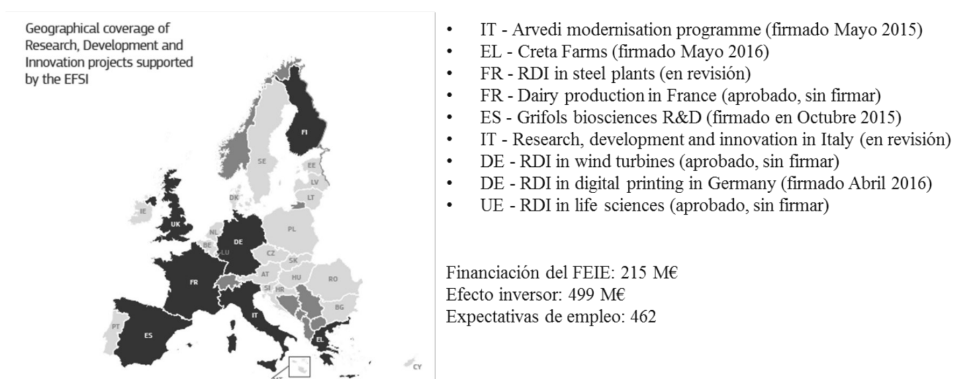 Geographical coverage of
Research, Development and
Innovation projects supported
by the EFSI
FI
SE
EE
LV
LT
DK
IE
UK
NL
BE
LU
DE
PL
CZ
SK
AT
HU
SI
HR
RO
BG
FR
IT
PT
ES
EL
CY
• IT - Arvedi modernisation programme (firmado Mayo 2015)
• EL - Creta Farms (firmado Mayo 2016)
• FR - RDI in steel plants (en revisión)
• FR - Dairy production in France (aprobado, sin firmar)
• ES - Grifols biosciences R&D (firmado en Octubre 2015)
• IT - Research, development and innovation in Italy (en revisión)
• DE - RDI in wind turbines (aprobado, sin firmar)
• DE - RDI in digital printing in Germany (firmado Abril 2016)
• UE - RDI in life sciences (aprobado, sin firmar)
Financiación del FEIE: 215 M€
Efecto inversor: 499 M€
Expectativas de empleo: 462